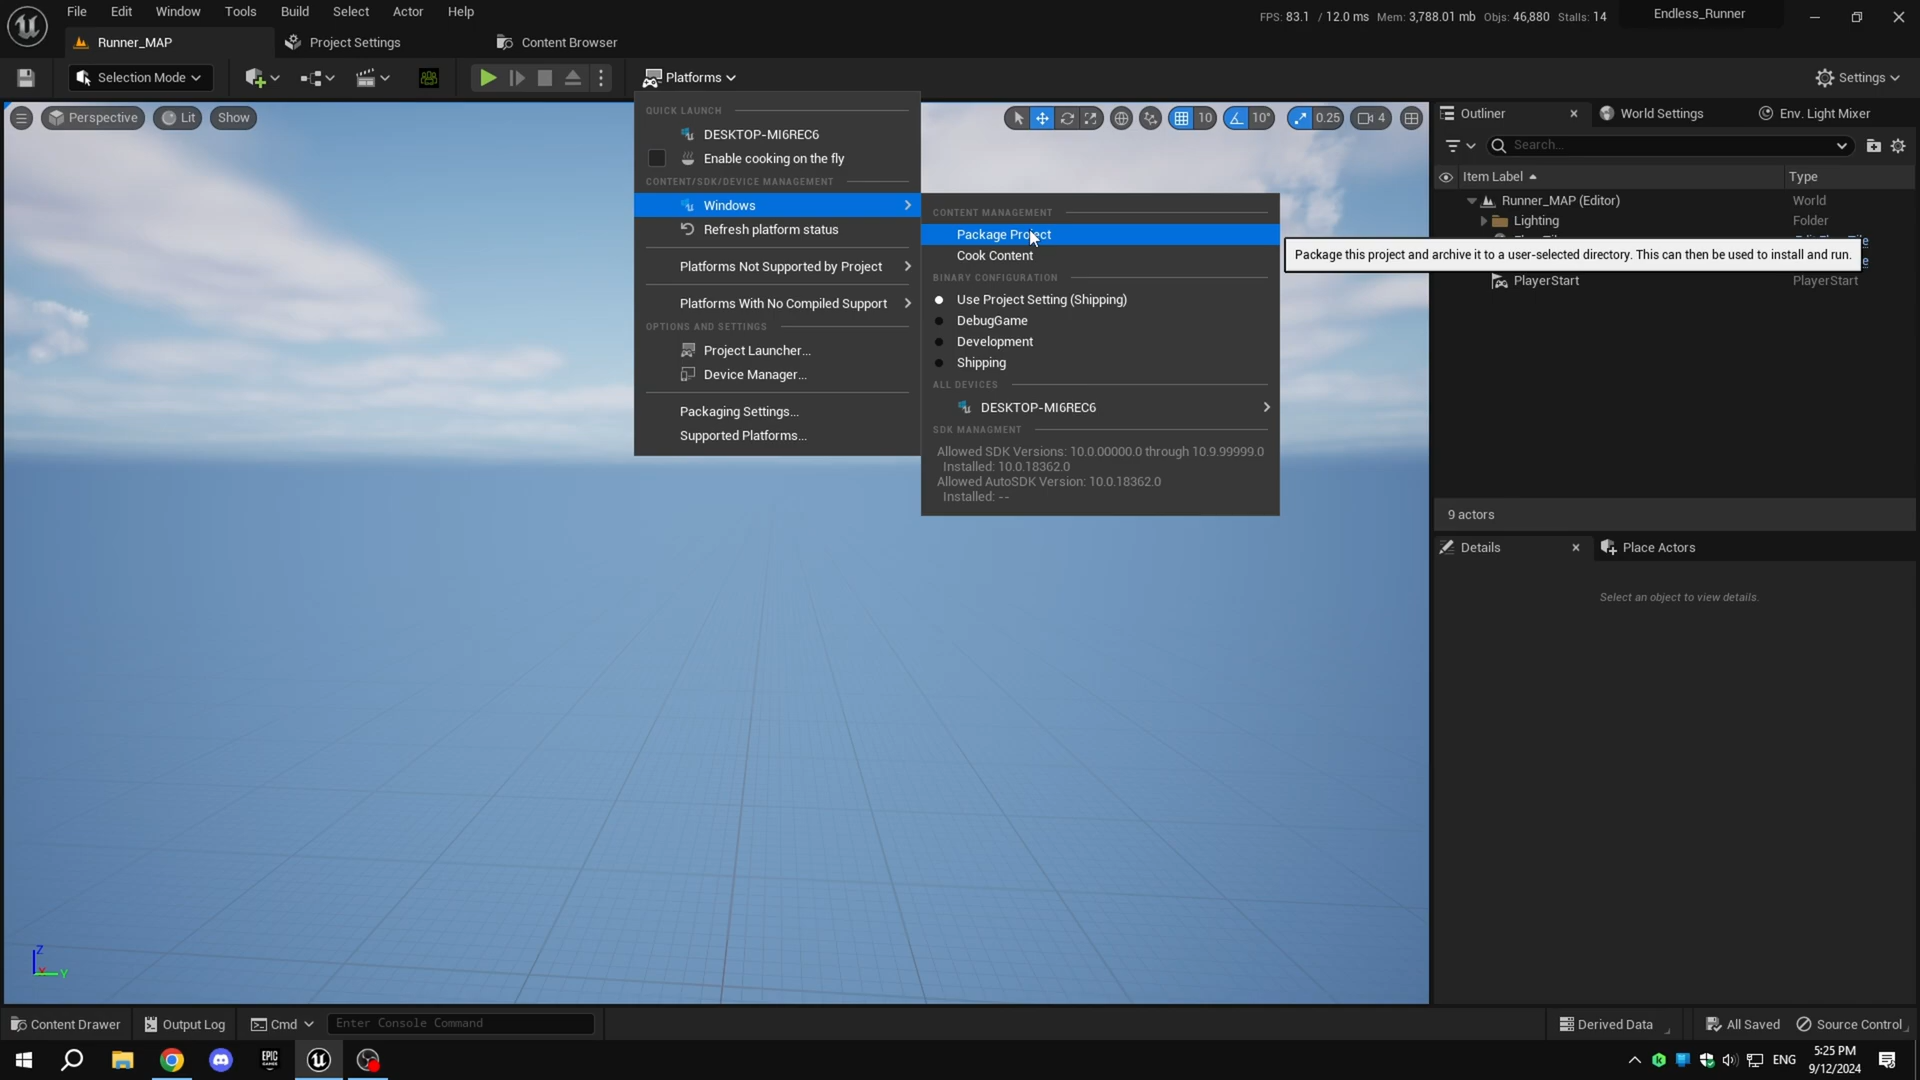 File Edit Window Tools Build Select Actor Help
FPS: 83.1 / 12.0 ms Mem: 3,788.01 mb Objs: 46,880 Stalls: 14
Endless_Runner
Runner_MAP
Project Settings
Content Browser
Selection Mode
Platforms
Settings
Perspective
Lit
Show
10
10°
0.25
4
QUICK LAUNCH
DESKTOP-MI6REC6
Enable cooking on the fly
CONTENT/SDK/DEVICE MANAGEMENT
Windows
Refresh platform status
Platforms Not Supported by Project
Platforms With No Compiled Support
OPTIONS AND SETTINGS
Project Launcher...
Device Manager...
Packaging Settings...
Supported Platforms...
CONTENT MANAGEMENT
Package Project
Cook Content
BINARY CONFIGURATION
Use Project Setting (Shipping)
DebugGame
Development
Shipping
ALL DEVICES
DESKTOP-MI6REC6
SDK MANAGMENT
Allowed SDK Versions: 10.0.00000.0 through 10.9.99999.0
Installed: 10.0.18362.0
Allowed AutoSDK Version: 10.0.18362.0
Installed: --
Package this project and archive it to a user-selected directory. This can then be used to install and run.
Outliner
World Settings
Env. Light Mixer
Search...
Item Label
Type
Runner_MAP (Editor)
World
Lighting
Folder
PlayerStart
PlayerStart
9 actors
Details
Place Actors
Select an object to view details.
Z
Y
Content Drawer
Output Log
Cmd
Enter Console Command
Derived Data
All Saved
Source Control
EPIC GAMES
ENG
5:25 PM
9/12/2024